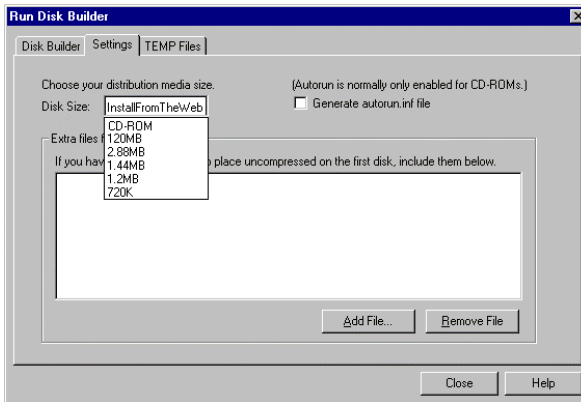 Run Disk Builder
Disk Builder Settings TEMP Files
Choose your distribution media size.
(Autorun is normally only enabled for CD-ROMs.)
Disk Size: InstallFromTheWeb
Generate autorun.inf file
CD-ROM
120MB
2.88MB
1.44MB
1.2MB
720K
Extra files
If you hav place uncompressed on the first disk, include them below.
Add File... Remove File
Close Help